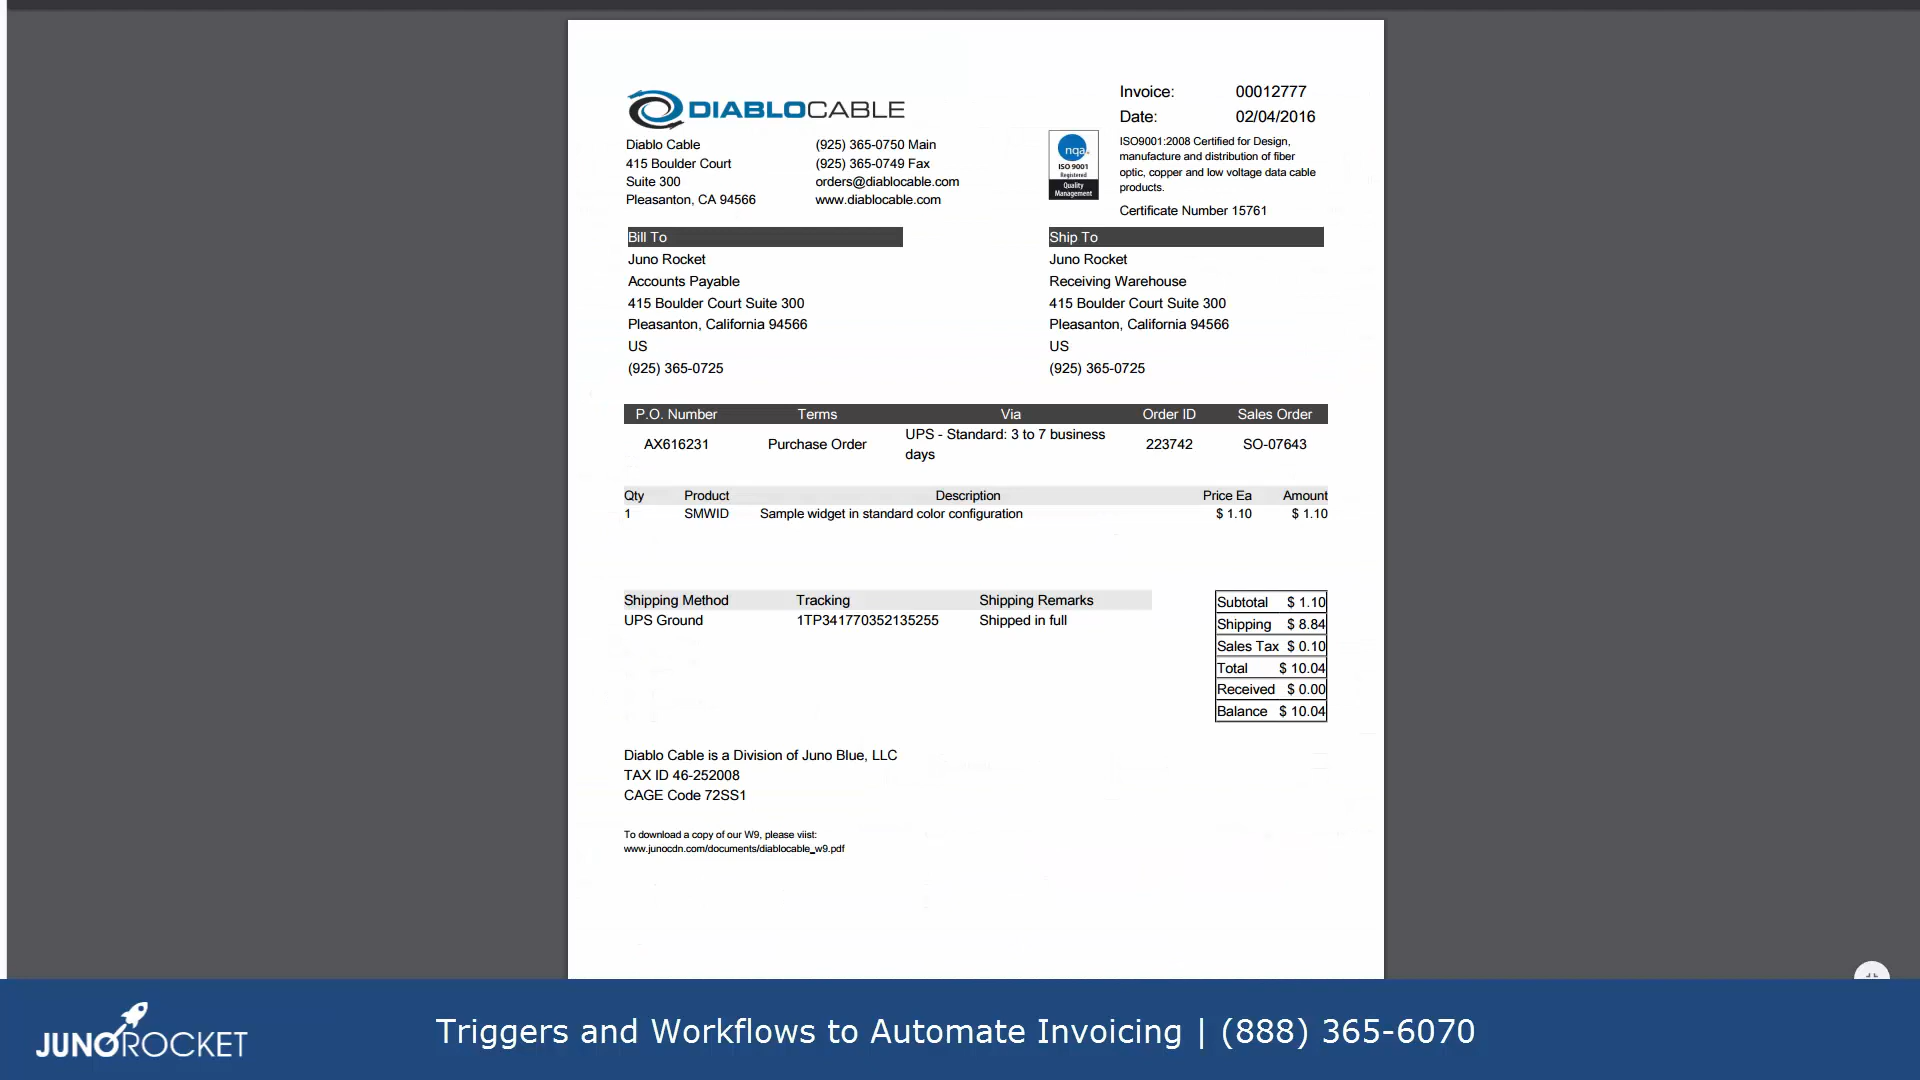 DIABLOCABLE
Invoice: 00012777
Date: 02/04/2016
Diablo Cable (925) 365-0750 Main
415 Boulder Court (925) 365-0749 Fax
Suite 300 orders@diablocable.com
Pleasanton, CA 94566 www.diablocable.com
nqa.
ISO 9001
Registered
Quality
Management
ISO9001:2008 Certified for Design,
manufacture and distribution of fiber
optic, copper and low voltage data cable
products.
Certificate Number 15761
Bill To
Juno Rocket
Accounts Payable
415 Boulder Court Suite 300
Pleasanton, California 94566
US
(925) 365-0725
Ship To
Juno Rocket
Receiving Warehouse
415 Boulder Court Suite 300
Pleasanton, California 94566
US
(925) 365-0725
P.O. Number Terms Via Order ID Sales Order
AX616231 Purchase Order UPS - Standard: 3 to 7 business 223742 SO-07643
days
Qty Product Description Price Ea Amount
1 SMWID Sample widget in standard color configuration $ 1.10 $ 1.10
Shipping Method Tracking Shipping Remarks
UPS Ground 1TP341770352135255 Shipped in full
Subtotal $ 1.10
Shipping $ 8.84
Sales Tax $ 0.10
Total $ 10.04
Received $ 0.00
Balance $ 10.04
Diablo Cable is a Division of Juno Blue, LLC
TAX ID 46-252008
CAGE Code 72SS1
To download a copy of our W9, please viist:
www.junocdn.com/documents/diablocable_w9.pdf
JUNOROCKET
Triggers and Workflows to Automate Invoicing | (888) 365-6070